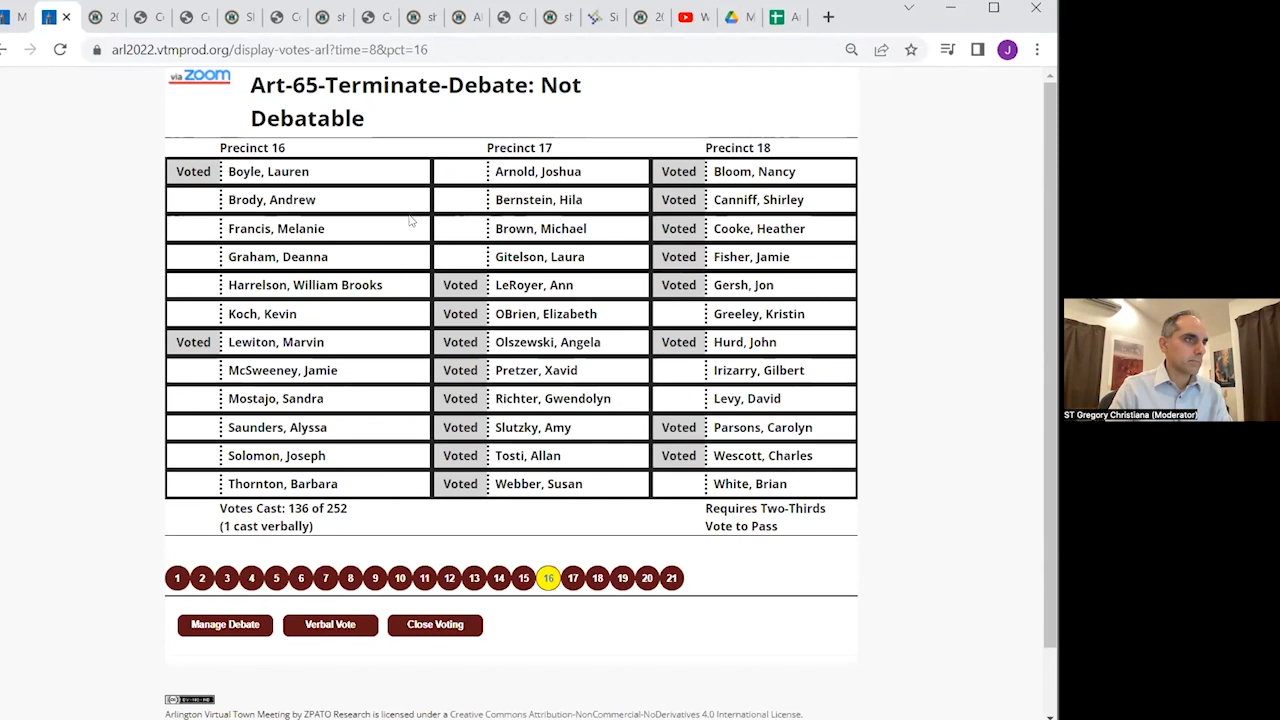 M
20
C
C
Sl
C
sh
C
sh
A
C
sh
Si
20
W
M
A
arl2022.vtmprod.org/display-votes-arl?time=8&pct=16
J
via zoom
Art-65-Terminate-Debate: Not
Debatable
Precinct 16 Precinct 17 Precinct 18
Voted Boyle, Lauren Arnold, Joshua Voted Bloom, Nancy
Brody, Andrew Bernstein, Hila Voted Canniff, Shirley
Francis, Melanie Brown, Michael Voted Cooke, Heather
Graham, Deanna Gitelson, Laura Voted Fisher, Jamie
Harrelson, William Brooks Voted LeRoyer, Ann Voted Gersh, Jon
Koch, Kevin Voted OBrien, Elizabeth Greeley, Kristin
Voted Lewiton, Marvin Voted Olszewski, Angela Voted Hurd, John
McSweeney, Jamie Voted Pretzer, Xavid Irizarry, Gilbert
Mostajo, Sandra Voted Richter, Gwendolyn Levy, David
Saunders, Alyssa Voted Slutzky, Amy Voted Parsons, Carolyn
Solomon, Joseph Voted Tosti, Allan Voted Wescott, Charles
Thornton, Barbara Voted Webber, Susan White, Brian
Votes Cast: 136 of 252 Requires Two-Thirds
(1 cast verbally) Vote to Pass
1 2 3 4 5 6 7 8 9 10 11 12 13 14 15 16 17 18 19 20 21
Manage Debate Verbal Vote Close Voting
Arlington Virtual Town Meeting by ZPATO Research is licensed under a Creative Commons Attribution-NonCommercial-NoDerivatives 4.0 International License.
ST Gregory Christiana (Moderator)